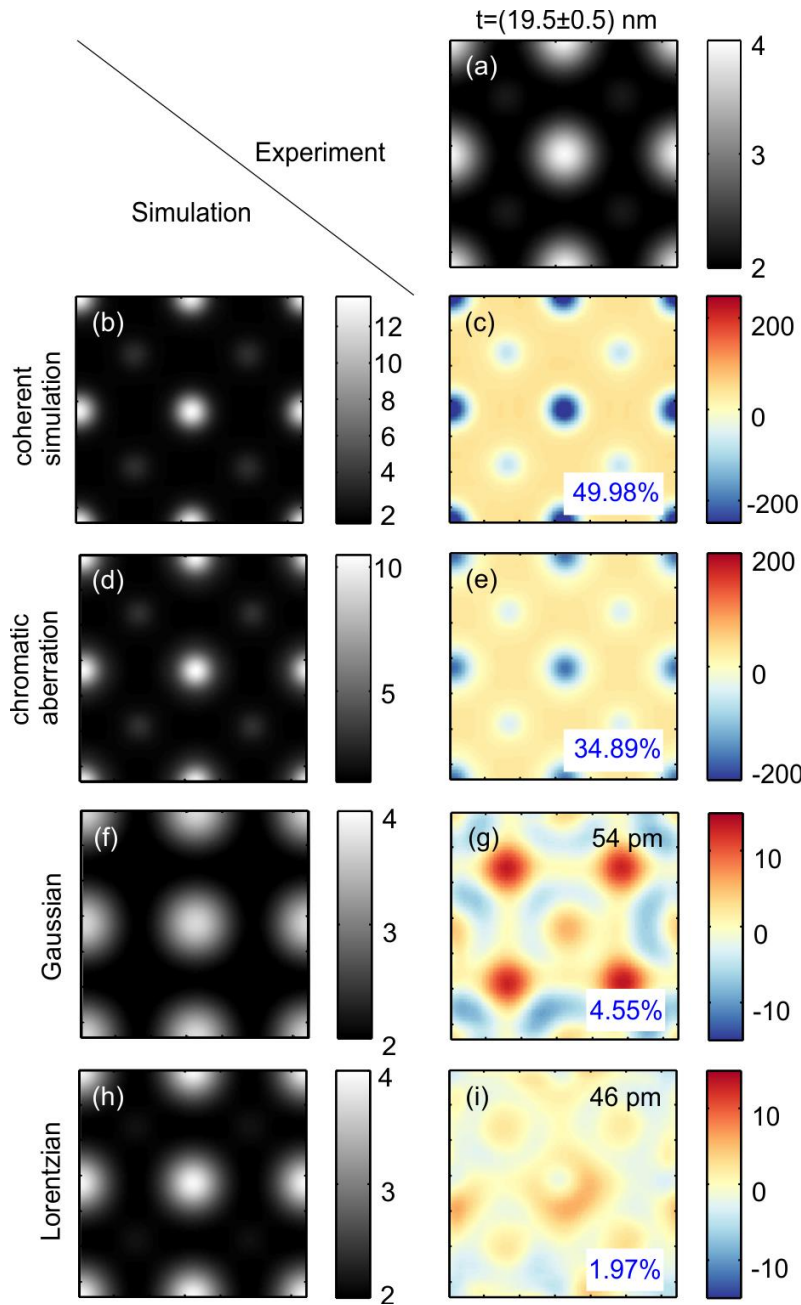 t=(19.5±0.5) nm
(a)
4
3
2
Experiment
Simulation
coherent
simulation
(b)
12
10
8
6
4
2
(c)
49.98%
200
0
-200
chromatic
aberration
(d)
10
5
(e)
34.89%
200
0
-200
Gaussian
(f)
4
3
2
(g)
54 pm
4.55%
10
0
-10
Lorentzian
(h)
4
3
2
(i)
46 pm
1.97%
10
0
-10